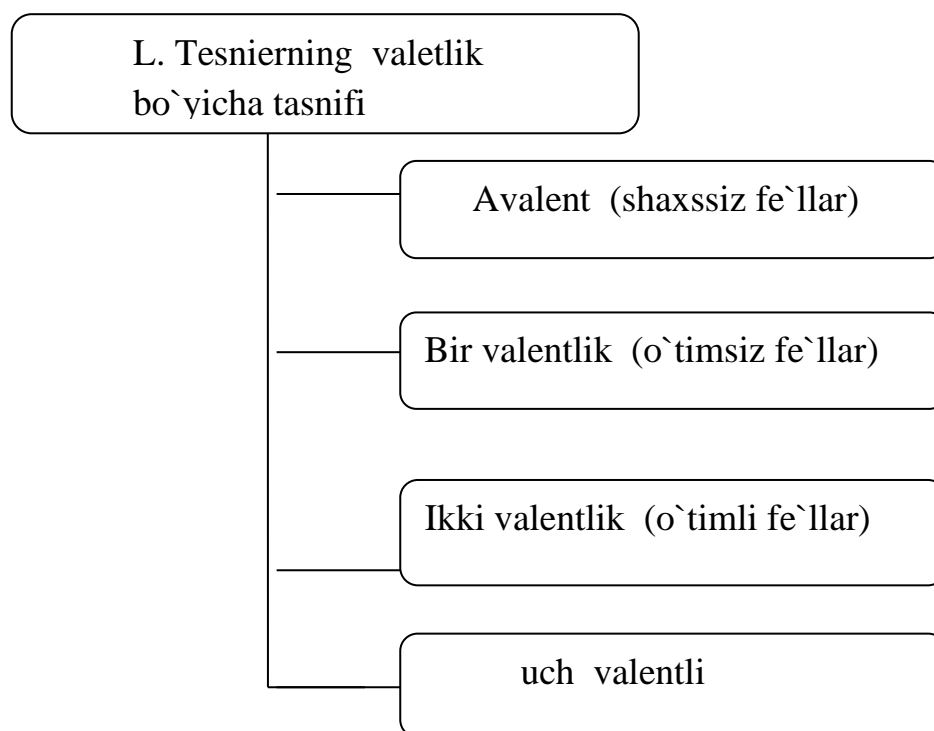 L. Tesnierning valetlik
bo`yicha tasnifi
Avalent (shaxssiz fe`llar)
Bir valentlik (o`timsiz fe`llar)
Ikki valentlik (o`timli fe`llar)
uch valentli